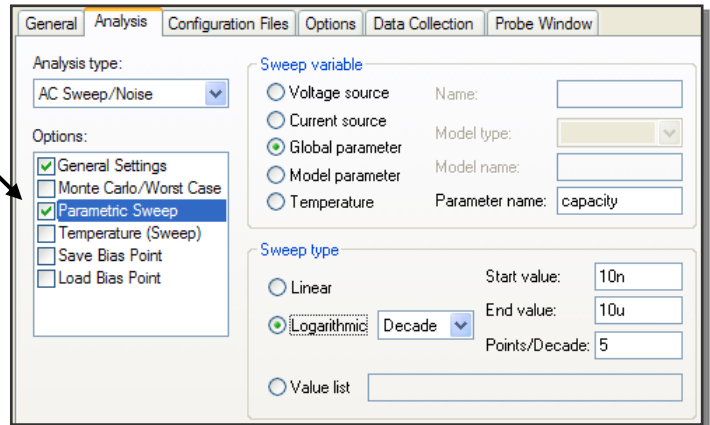 General Analysis Configuration Files Options Data Collection Probe Window
Analysis type:
AC Sweep/Noise
Options:
General Settings
Monte Carlo/Worst Case
Parametric Sweep
Temperature (Sweep)
Save Bias Point
Load Bias Point
Sweep variable
Voltage source
Name:
Current source
Model type:
Global parameter
Model parameter
Model name:
Temperature
Parameter name: capacity
Sweep type
Linear
Start value: 10n
Logarithmic Decade
End value: 10u
Points/Decade: 5
Value list